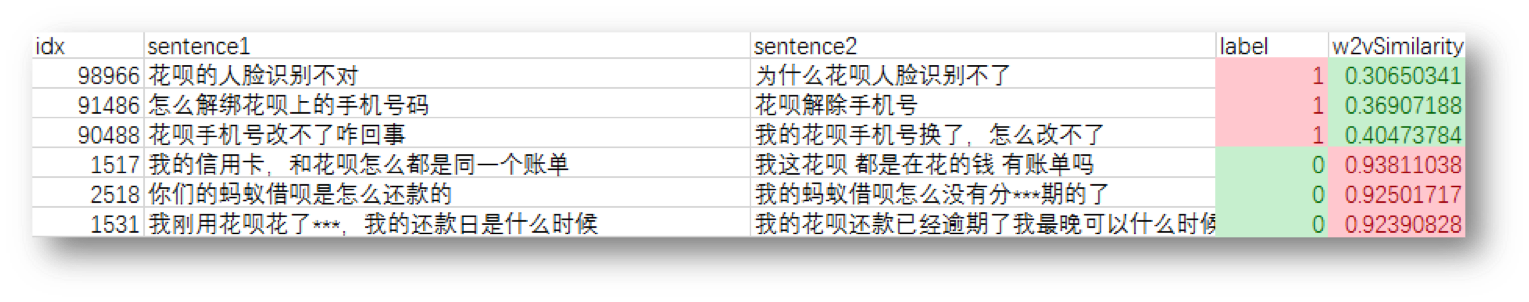 idx sentence1 sentence2 label w2vSimilarity
98966 花呗的人脸识别不对 为什么花呗人脸识别不了 1 0.30650341
91486 怎么解绑花呗上的手机号码 花呗解除手机号 1 0.36907188
90488 花呗手机号改不了咋回事 我的花呗手机号换了，怎么改不了 1 0.40473784
1517 我的信用卡，和花呗怎么都是同一个账单 我这花呗 都是在花的钱 有账单吗 0 0.93811038
2518 你们的蚂蚁借呗是怎么还款的 我的蚂蚁借呗怎么没有分***期的了 0 0.92501717
1531 我刚用花呗花了***，我的还款日是什么时候 我的花呗还款已经逾期了我最晚可以什么时候 0 0.92390828